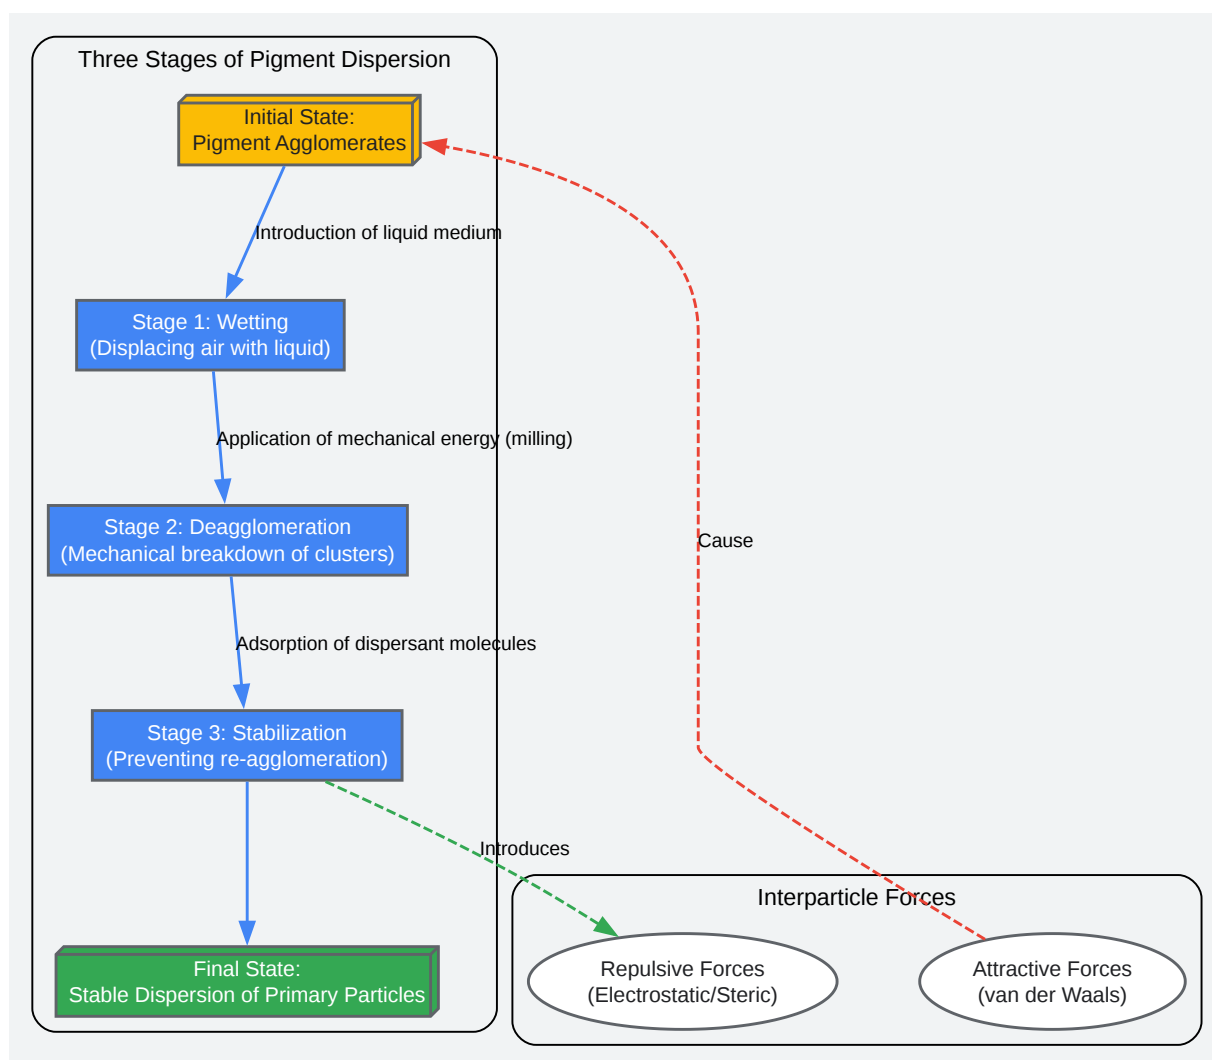 Three Stages of Pigment Dispersion
Initial State:
Pigment Agglomerates
Introduction of liquid medium
Stage 1: Wetting
(Displacing air with liquid)
Application of mechanical energy (milling)
Stage 2: Deagglomeration
(Mechanical breakdown of clusters)
Cause
Adsorption of dispersant molecules
Stage 3: Stabilization
(Preventing re-agglomeration)
Introduces
Interparticle Forces
Final State:
Stable Dispersion of Primary Particles
Repulsive Forces
(Electrostatic/Steric)
Attractive Forces
(van der Waals)